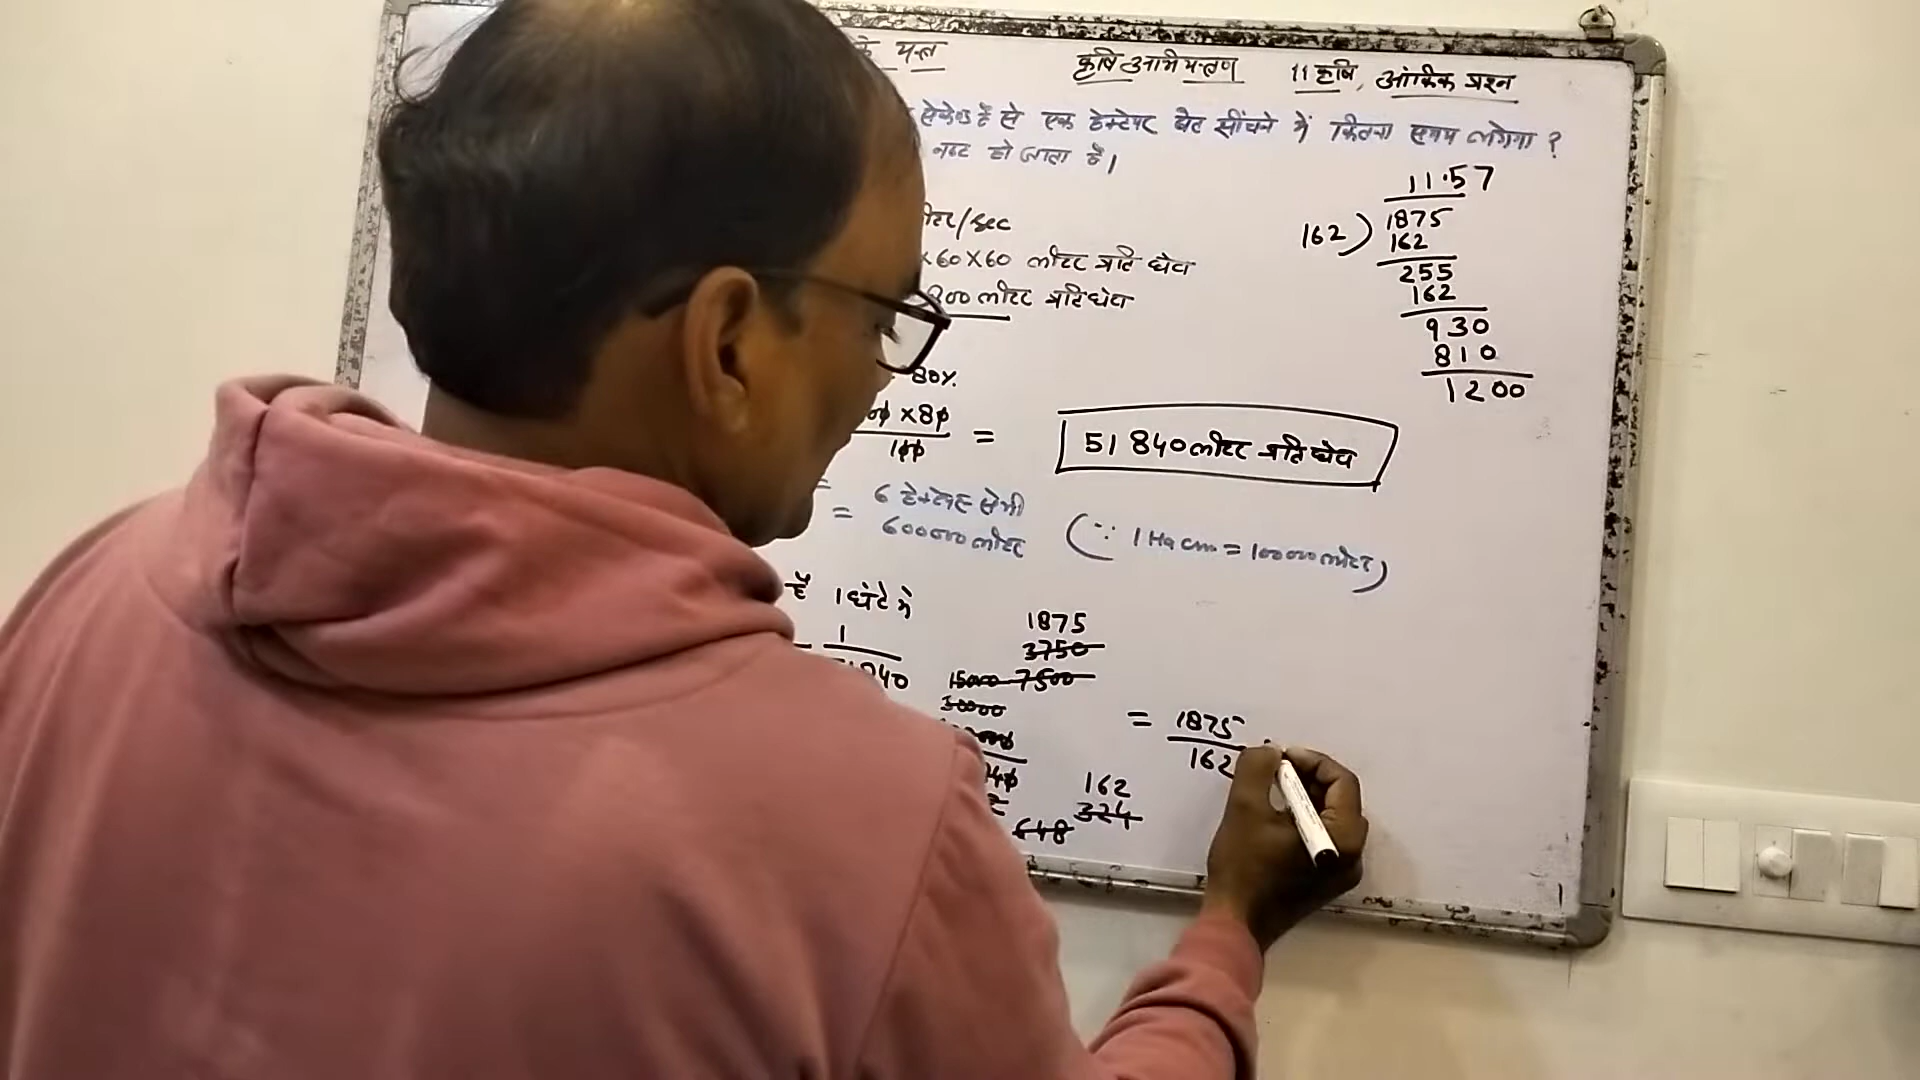 के यन्त्र कृषि अभियन्त्रण 11 कृषि, आंकिक प्रश्न
सेकेण्ड है से एक हेक्टेयर खेत सींचने में कितना समय लगेगा ?
नष्ट हो जाता है।
11.57
162 ) 1875
162
255
162
930
810
1200
लीटर/sec
×60×60 लीटर प्रति घंटा
800 लीटर प्रति घंटा
80%
×80
100
=
51840 लीटर प्रति घंटा
= 6 हेक्टेयर सेमी
600000 लीटर (∵ 1 Ha cm = 100000 लीटर)
है 1 घंटे में
1
840
1875
3750
15000 7500
30000
= 1875
162
162
324
648